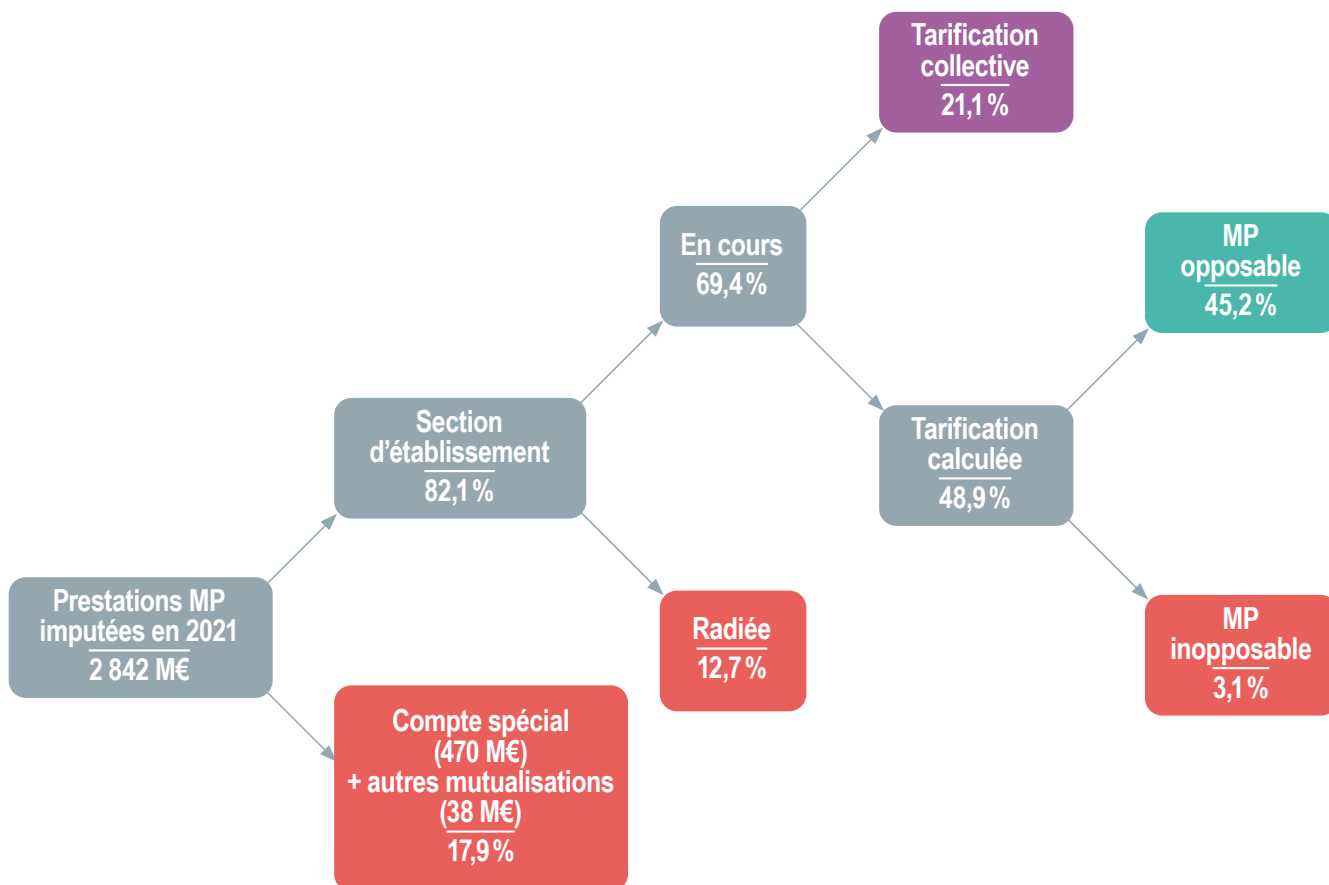 Tarification
collective
21,1 %
En cours
69,4 %
MP
opposable
45,2 %
Section
d'établissement
82,1 %
Tarification
calculée
48,9 %
Prestations MP
imputées en 2021
2 842 M€
Radiée
12,7 %
MP
inopposable
3,1 %
Compte spécial
(470 M€)
+ autres mutualisations
(38 M€)
17,9 %